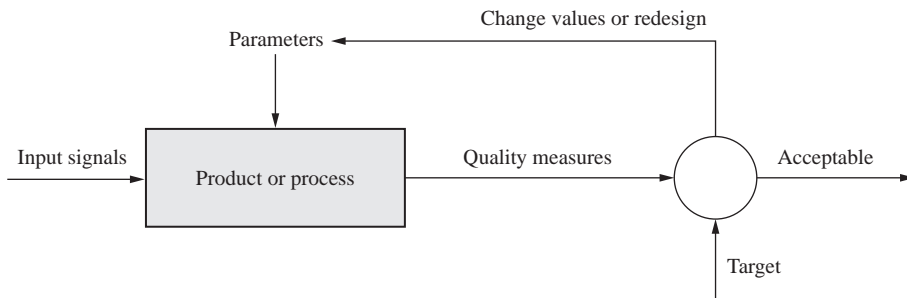 Change values or redesign
Parameters
Input signals
Product or process
Quality measures
Acceptable
Target